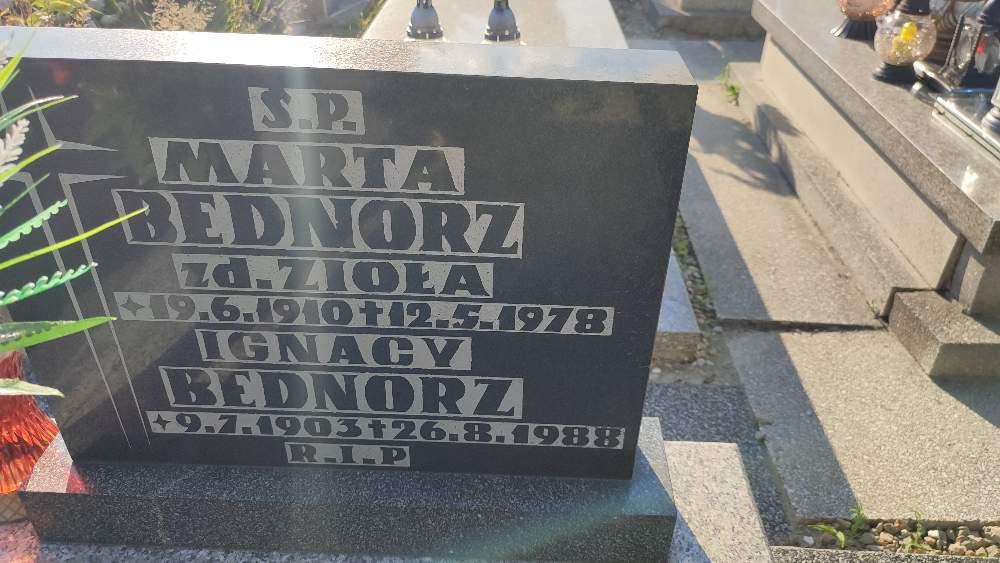 Ś.P.
MARTA
BEDNORZ
zd. ZIOŁA
19.6.1910†12.5.1978
IGNACY
BEDNORZ
9.7.1903†26.8.1988
R.I.P